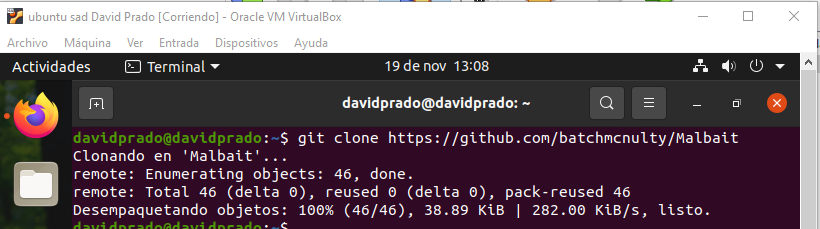 ubuntu sad David Prado [Corriendo] - Oracle VM VirtualBox
Archivo Máquina Ver Entrada Dispositivos Ayuda
Actividades Terminal 19 de nov 13:08
davidprado@davidprado: ~
davidprado@davidprado:~$ git clone https://github.com/batchmcnulty/Malbait
Clonando en 'Malbait'...
remote: Enumerating objects: 46, done.
remote: Total 46 (delta 0), reused 0 (delta 0), pack-reused 46
Desempaquetando objetos: 100% (46/46), 38.89 KiB | 282.00 KiB/s, listo.
davidprado@davidprado:~$